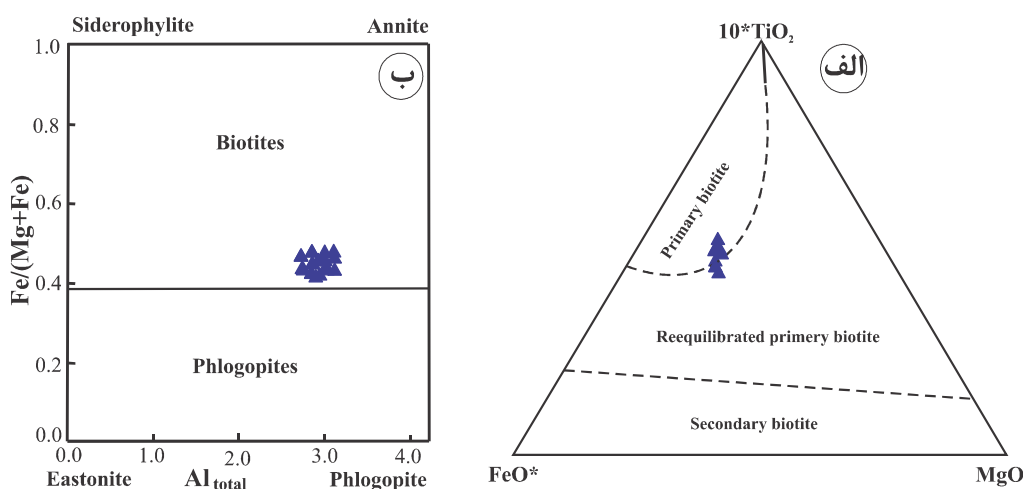 Siderophylite Annite
1.0
ب
0.8
Biotites
Fe/(Mg+Fe)
0.6
0.4
Phlogopites
0.2
0.0
0.0 1.0 2.0 3.0 4.0
Eastonite Al total Phlogopite
10*TiO₂
الف
Primary biotite
Reequilibrated primery biotite
Secondary biotite
FeO* MgO